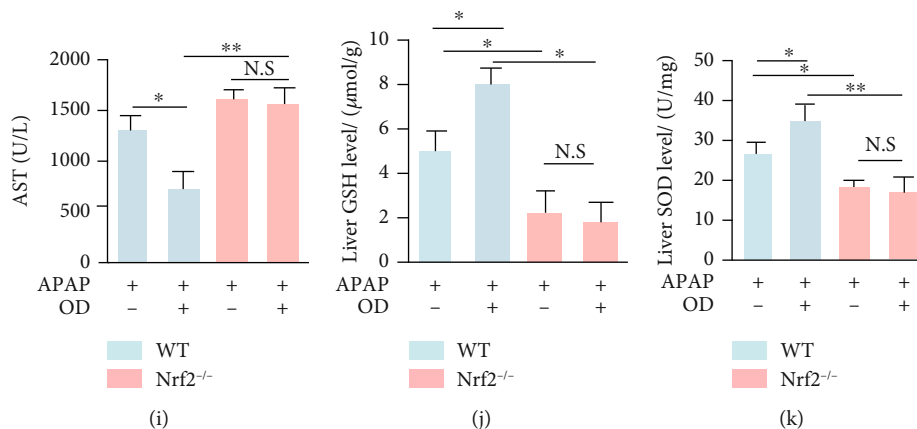 AST (U/L)
2000
1500
1000
500
0
**
N.S
*
APAP + + + +
OD – + – +
WT
Nrf2⁻/⁻
(i)
Liver GSH level/ (μmol/g)
10
8
6
4
2
0
*
*
*
N.S
APAP + + + +
OD – + – +
WT
Nrf2⁻/⁻
(j)
Liver SOD level/ (U/mg)
50
40
30
20
10
0
*
*
**
N.S
APAP + + + +
OD – + – +
WT
Nrf2⁻/⁻
(k)